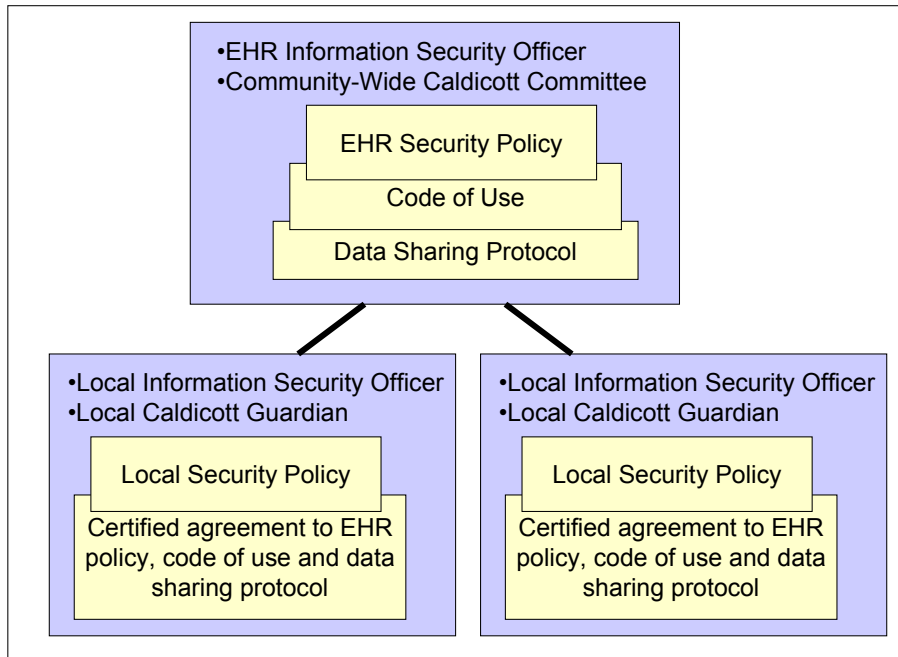 •EHR Information Security Officer
•Community-Wide Caldicott Committee
EHR Security Policy
Code of Use
Data Sharing Protocol
•Local Information Security Officer
•Local Caldicott Guardian
Local Security Policy
Certified agreement to EHR
policy, code of use and data
sharing protocol
•Local Information Security Officer
•Local Caldicott Guardian
Local Security Policy
Certified agreement to EHR
policy, code of use and data
sharing protocol